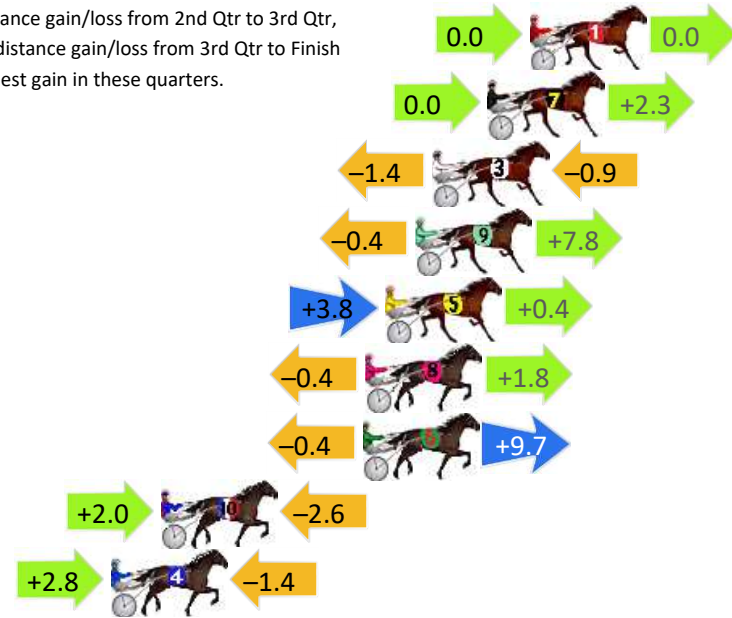 ance gain/loss from 2nd Qtr to 3rd Qtr,
distance gain/loss from 3rd Qtr to Finish
est gain in these quarters.
0.0 1 0.0
0.0 7 +2.3
–1.4 3 –0.9
–0.4 9 +7.8
+3.8 5 +0.4
–0.4 8 +1.8
–0.4 6 +9.7
+2.0 10 –2.6
+2.8 4 –1.4